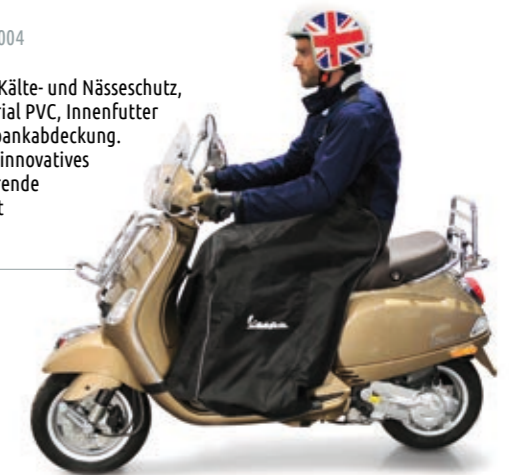 004
Kälte- und Nässeschutz,
rial PVC, Innenfutter
bankabdeckung.
innovatives
rende
t
Vespa